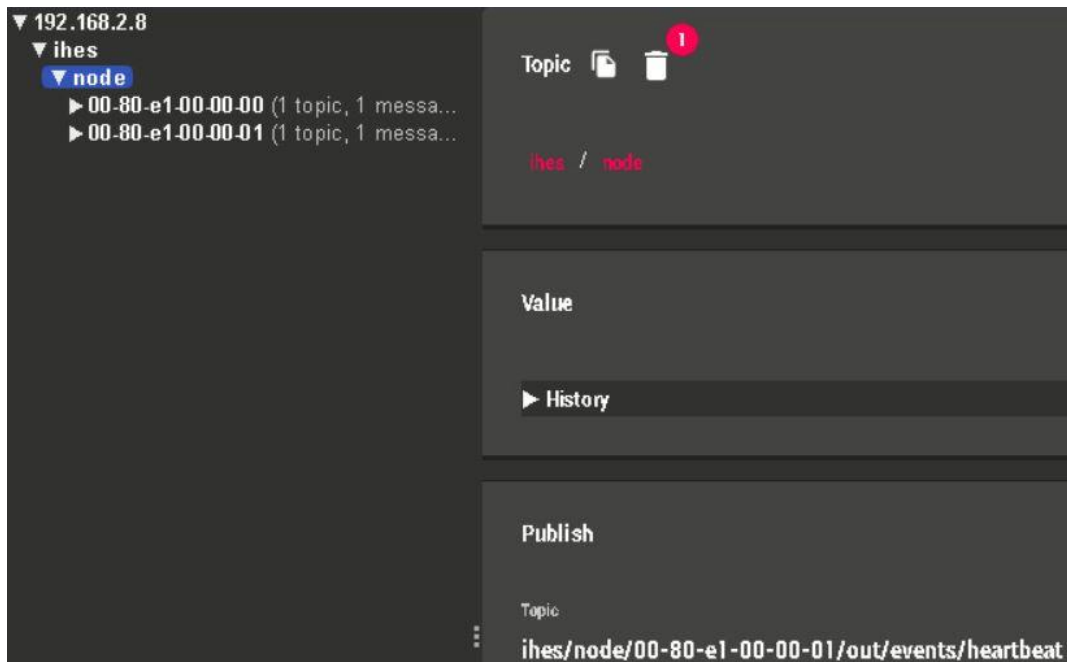 ▼ 192.168.2.8
▼ ihes
▼ node
▶ 00-80-e1-00-00-00 (1 topic, 1 messa...
▶ 00-80-e1-00-00-01 (1 topic, 1 messa...
Topic 1
ihes / node
Value
▶ History
Publish
Topic
ihes/node/00-80-e1-00-00-01/out/events/heartbeat